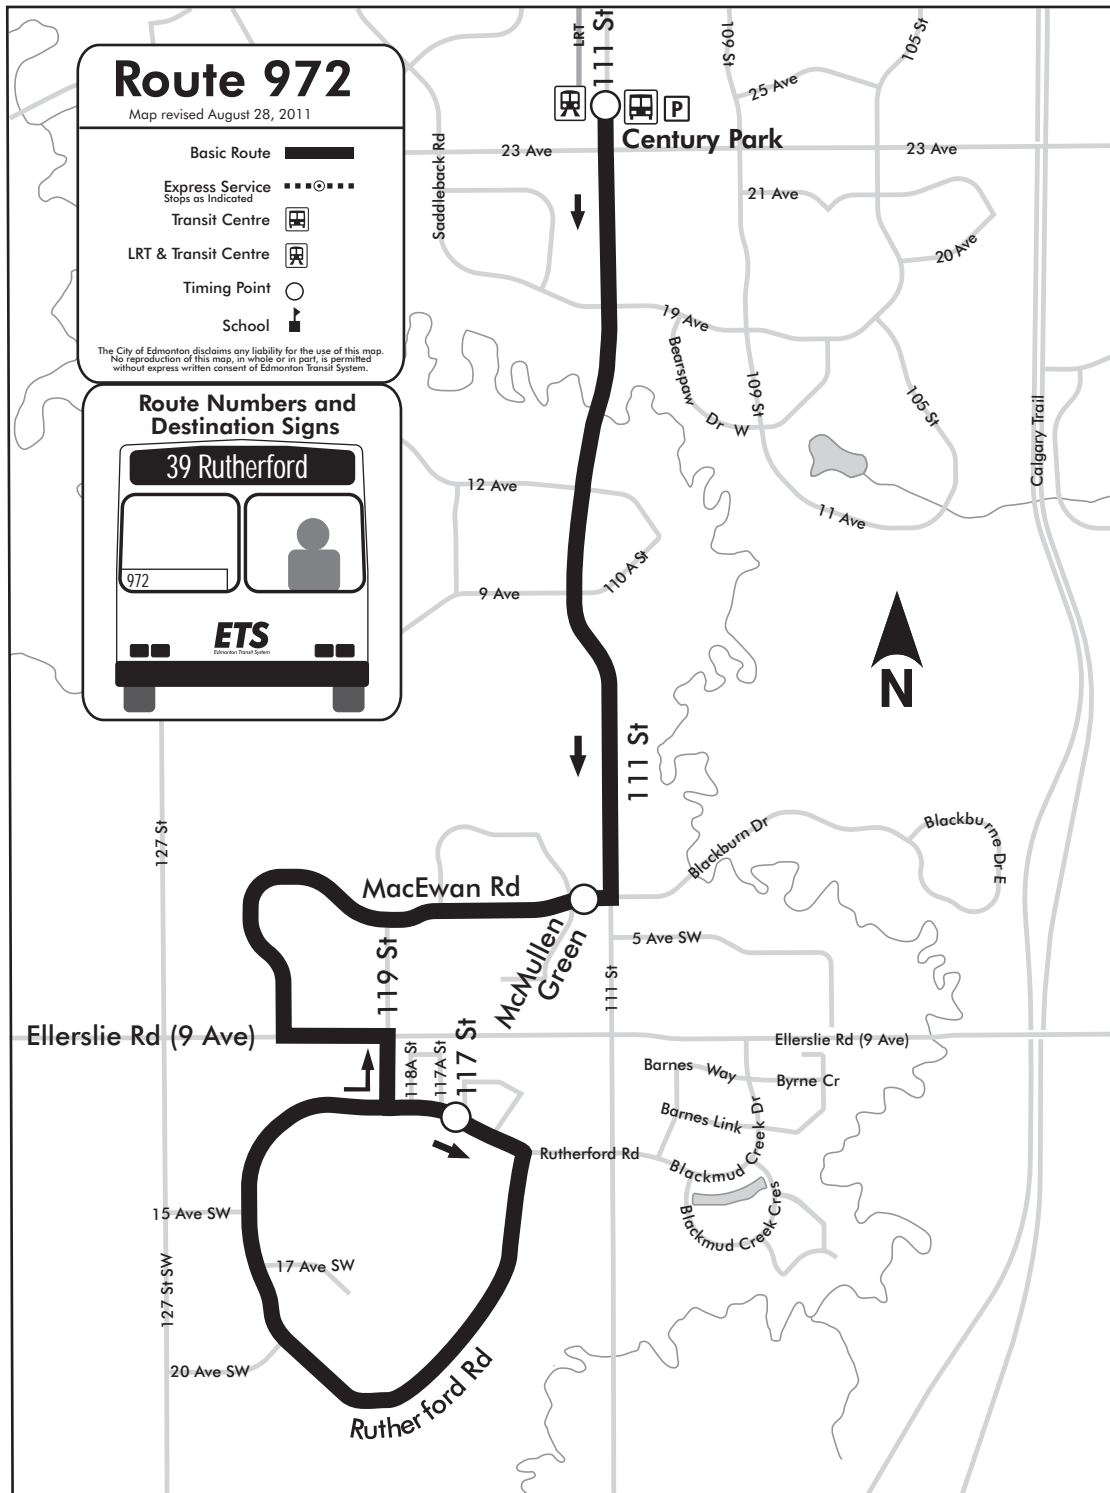 Route 972
Map revised August 28, 2011
Basic Route
Express Service
Stops as Indicated
Transit Centre
LRT & Transit Centre
Timing Point
School
The City of Edmonton disclaims any liability for the use of this map.
No reproduction of this map, in whole or in part, is permitted
without express written consent of Edmonton Transit System.
Route Numbers and
Destination Signs
39 Rutherford
972
ETS
Edmonton Transit System
LRT
111 St
109 St
105 St
25 Ave
P
Century Park
23 Ave
23 Ave
Saddleback Rd
21 Ave
20 Ave
19 Ave
Bearspaw Dr W
109 St
105 St
Calgary Trail
12 Ave
11 Ave
9 Ave
110 A St
N
111 St
127 St
Blackburn Dr
Blackburne Dr E
MacEwan Rd
McMullen
Green
119 St
5 Ave SW
111 St
Ellerslie Rd (9 Ave)
Ellerslie Rd (9 Ave)
118A St
117A St
117 St
Barnes Way
Byrne Cr
Barnes Link
Blackmud Creek Dr
Rutherford Rd
Blackmud Creek Cres
15 Ave SW
17 Ave SW
127 St SW
20 Ave SW
Rutherford Rd